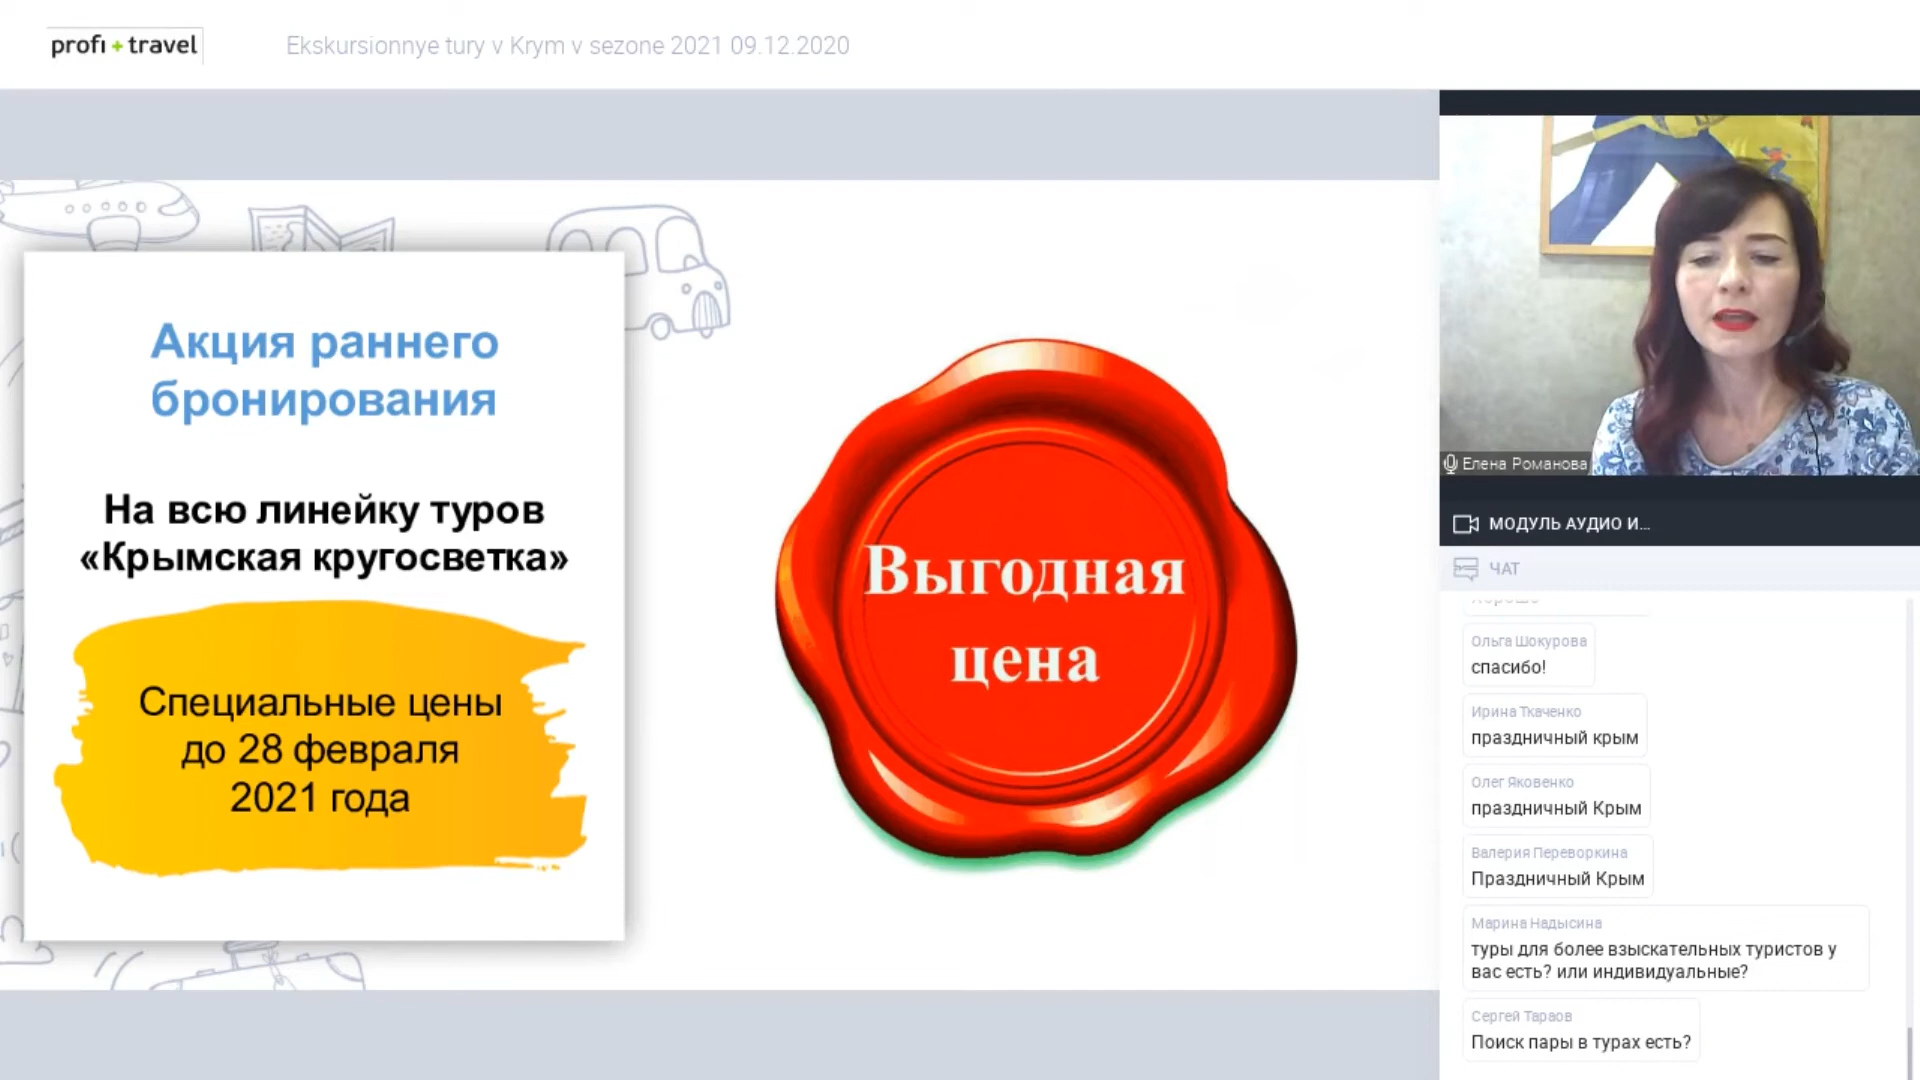 profi + travel
Ekskursionnye tury v Krym v sezone 2021 09.12.2020
Акция раннего
бронирования
На всю линейку туров
«Крымская кругосветка»
Специальные цены
до 28 февраля
2021 года
Выгодная
цена
Елена Романова
МОДУЛЬ АУДИО И...
ЧАТ
Ольга Шокурова
спасибо!
Ирина Ткаченко
праздничный крым
Олег Яковенко
праздничный Крым
Валерия Переворкина
Праздничный Крым
Марина Надысина
туры для более взыскательных туристов у
вас есть? или индивидуальные?
Сергей Тараов
Поиск пары в турах есть?